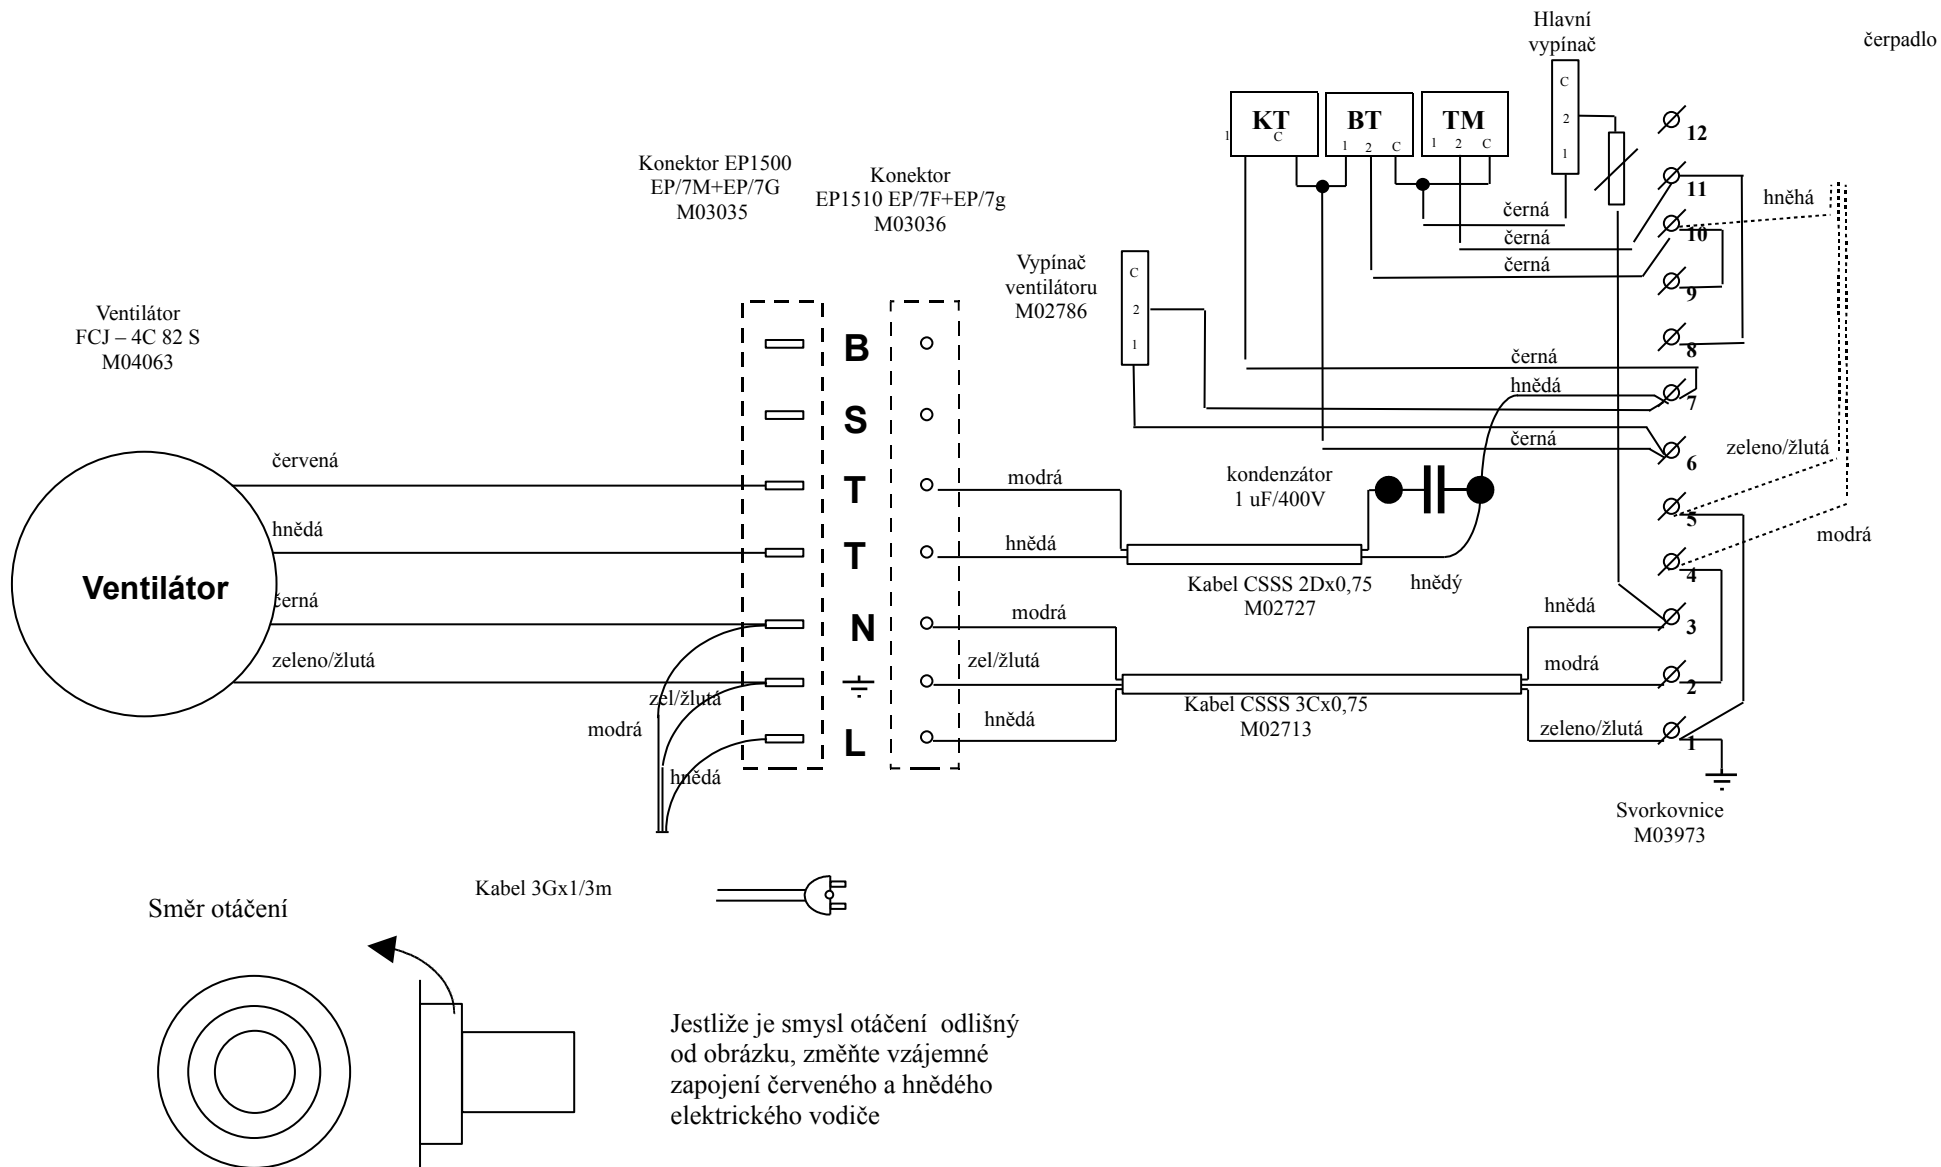 Hlavní
vypínač
čerpadlo
C
2
1
KT
1
C
BT
1 2 C
TM
1 2 C
12
11
10
9
8
7
6
5
4
3
2
1
hněhá
černá
černá
černá
Konektor EP1500
EP/7M+EP/7G
M03035
Konektor
EP1510 EP/7F+EP/7g
M03036
Vypínač
ventilátoru
M02786
C
2
1
Ventilátor
FCJ – 4C 82 S
M04063
B
S
T
T
N
L
černá
hnědá
černá
zeleno/žlutá
modrá
červená
hnědá
černá
zeleno/žlutá
Ventilátor
modrá
hnědá
modrá
zel/žlutá
hnědá
kondenzátor
1 uF/400V
Kabel CSSS 2Dx0,75
M02727
hnědý
hnědá
modrá
zeleno/žlutá
Kabel CSSS 3Cx0,75
M02713
zel/žlutá
modrá
hnědá
Svorkovnice
M03973
Kabel 3Gx1/3m
Směr otáčení
Jestliže je smysl otáčení odlišný
od obrázku, změňte vzájemné
zapojení červeného a hnědého
elektrického vodiče